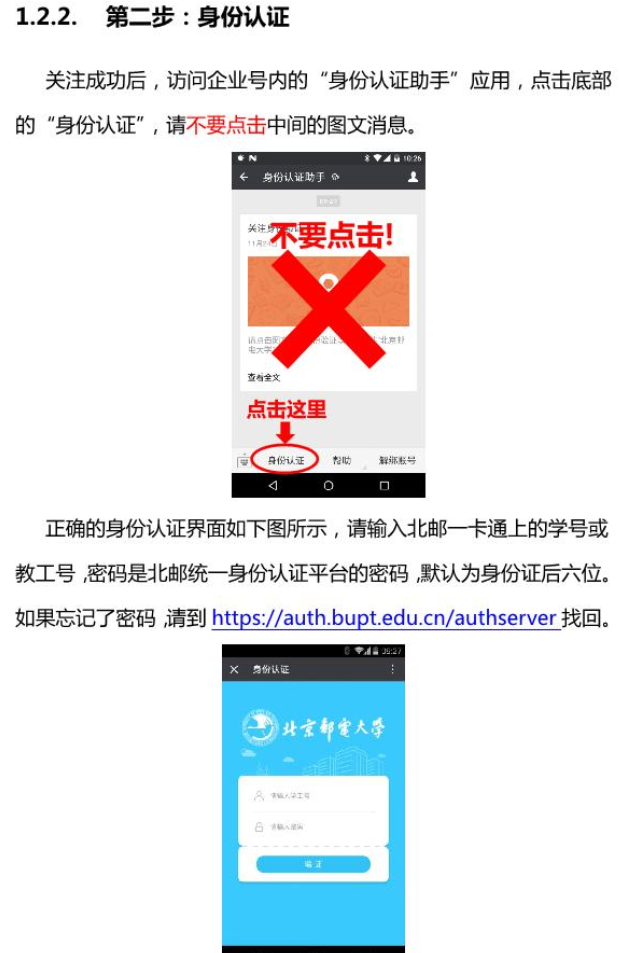 1.2.2. 第二步：身份认证
关注成功后，访问企业号内的“身份认证助手”应用，点击底部
的“身份认证”，请不要点击中间的图文消息。
10:26
身份认证助手
不要点击!
查看全文
点击这里
身份认证 帮助 解绑账号
正确的身份认证界面如下图所示，请输入北邮一卡通上的学号或
教工号,密码是北邮统一身份认证平台的密码,默认为身份证后六位。
如果忘记了密码,请到 https://auth.bupt.edu.cn/authserver 找回。
身份认证
北京邮电大学
验证